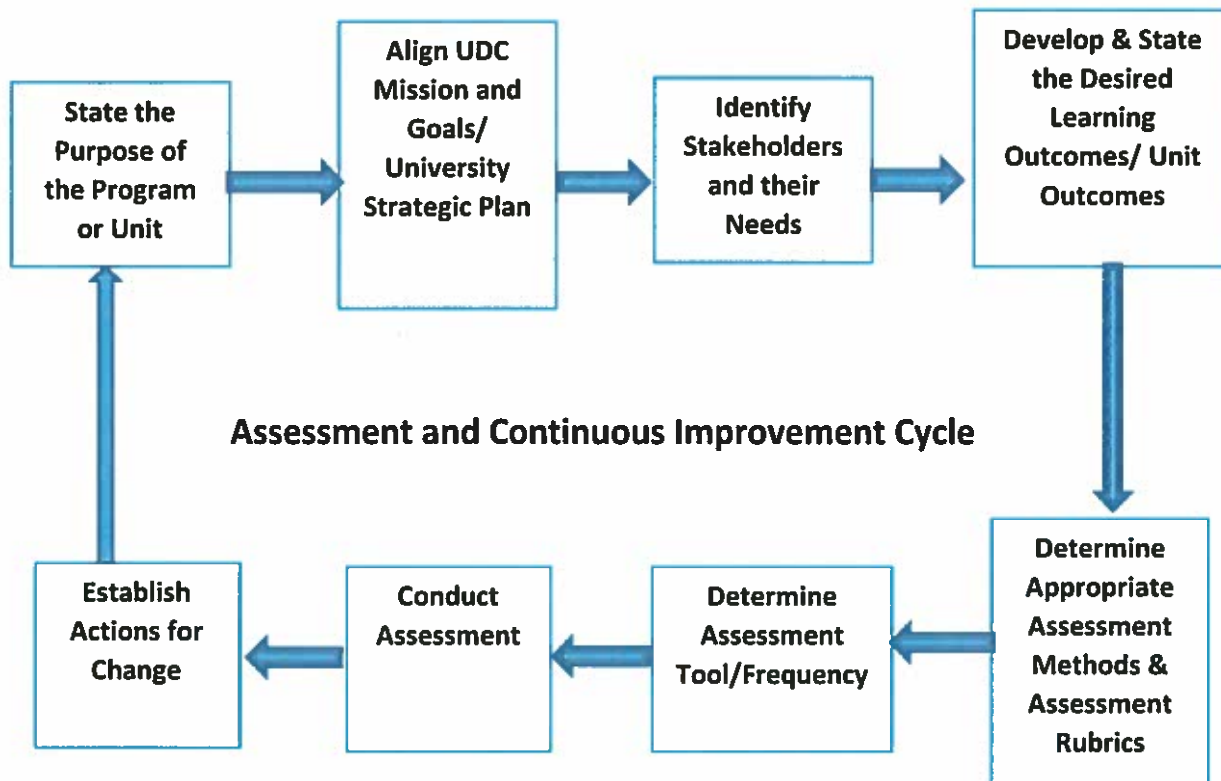 State the
Purpose of
the Program
or Unit
Align UDC
Mission and
Goals/
University
Strategic Plan
Identify
Stakeholders
and their
Needs
Develop & State
the Desired
Learning
Outcomes/ Unit
Outcomes
Assessment and Continuous Improvement Cycle
Determine
Appropriate
Assessment
Methods &
Assessment
Rubrics
Determine
Assessment
Tool/Frequency
Conduct
Assessment
Establish
Actions for
Change